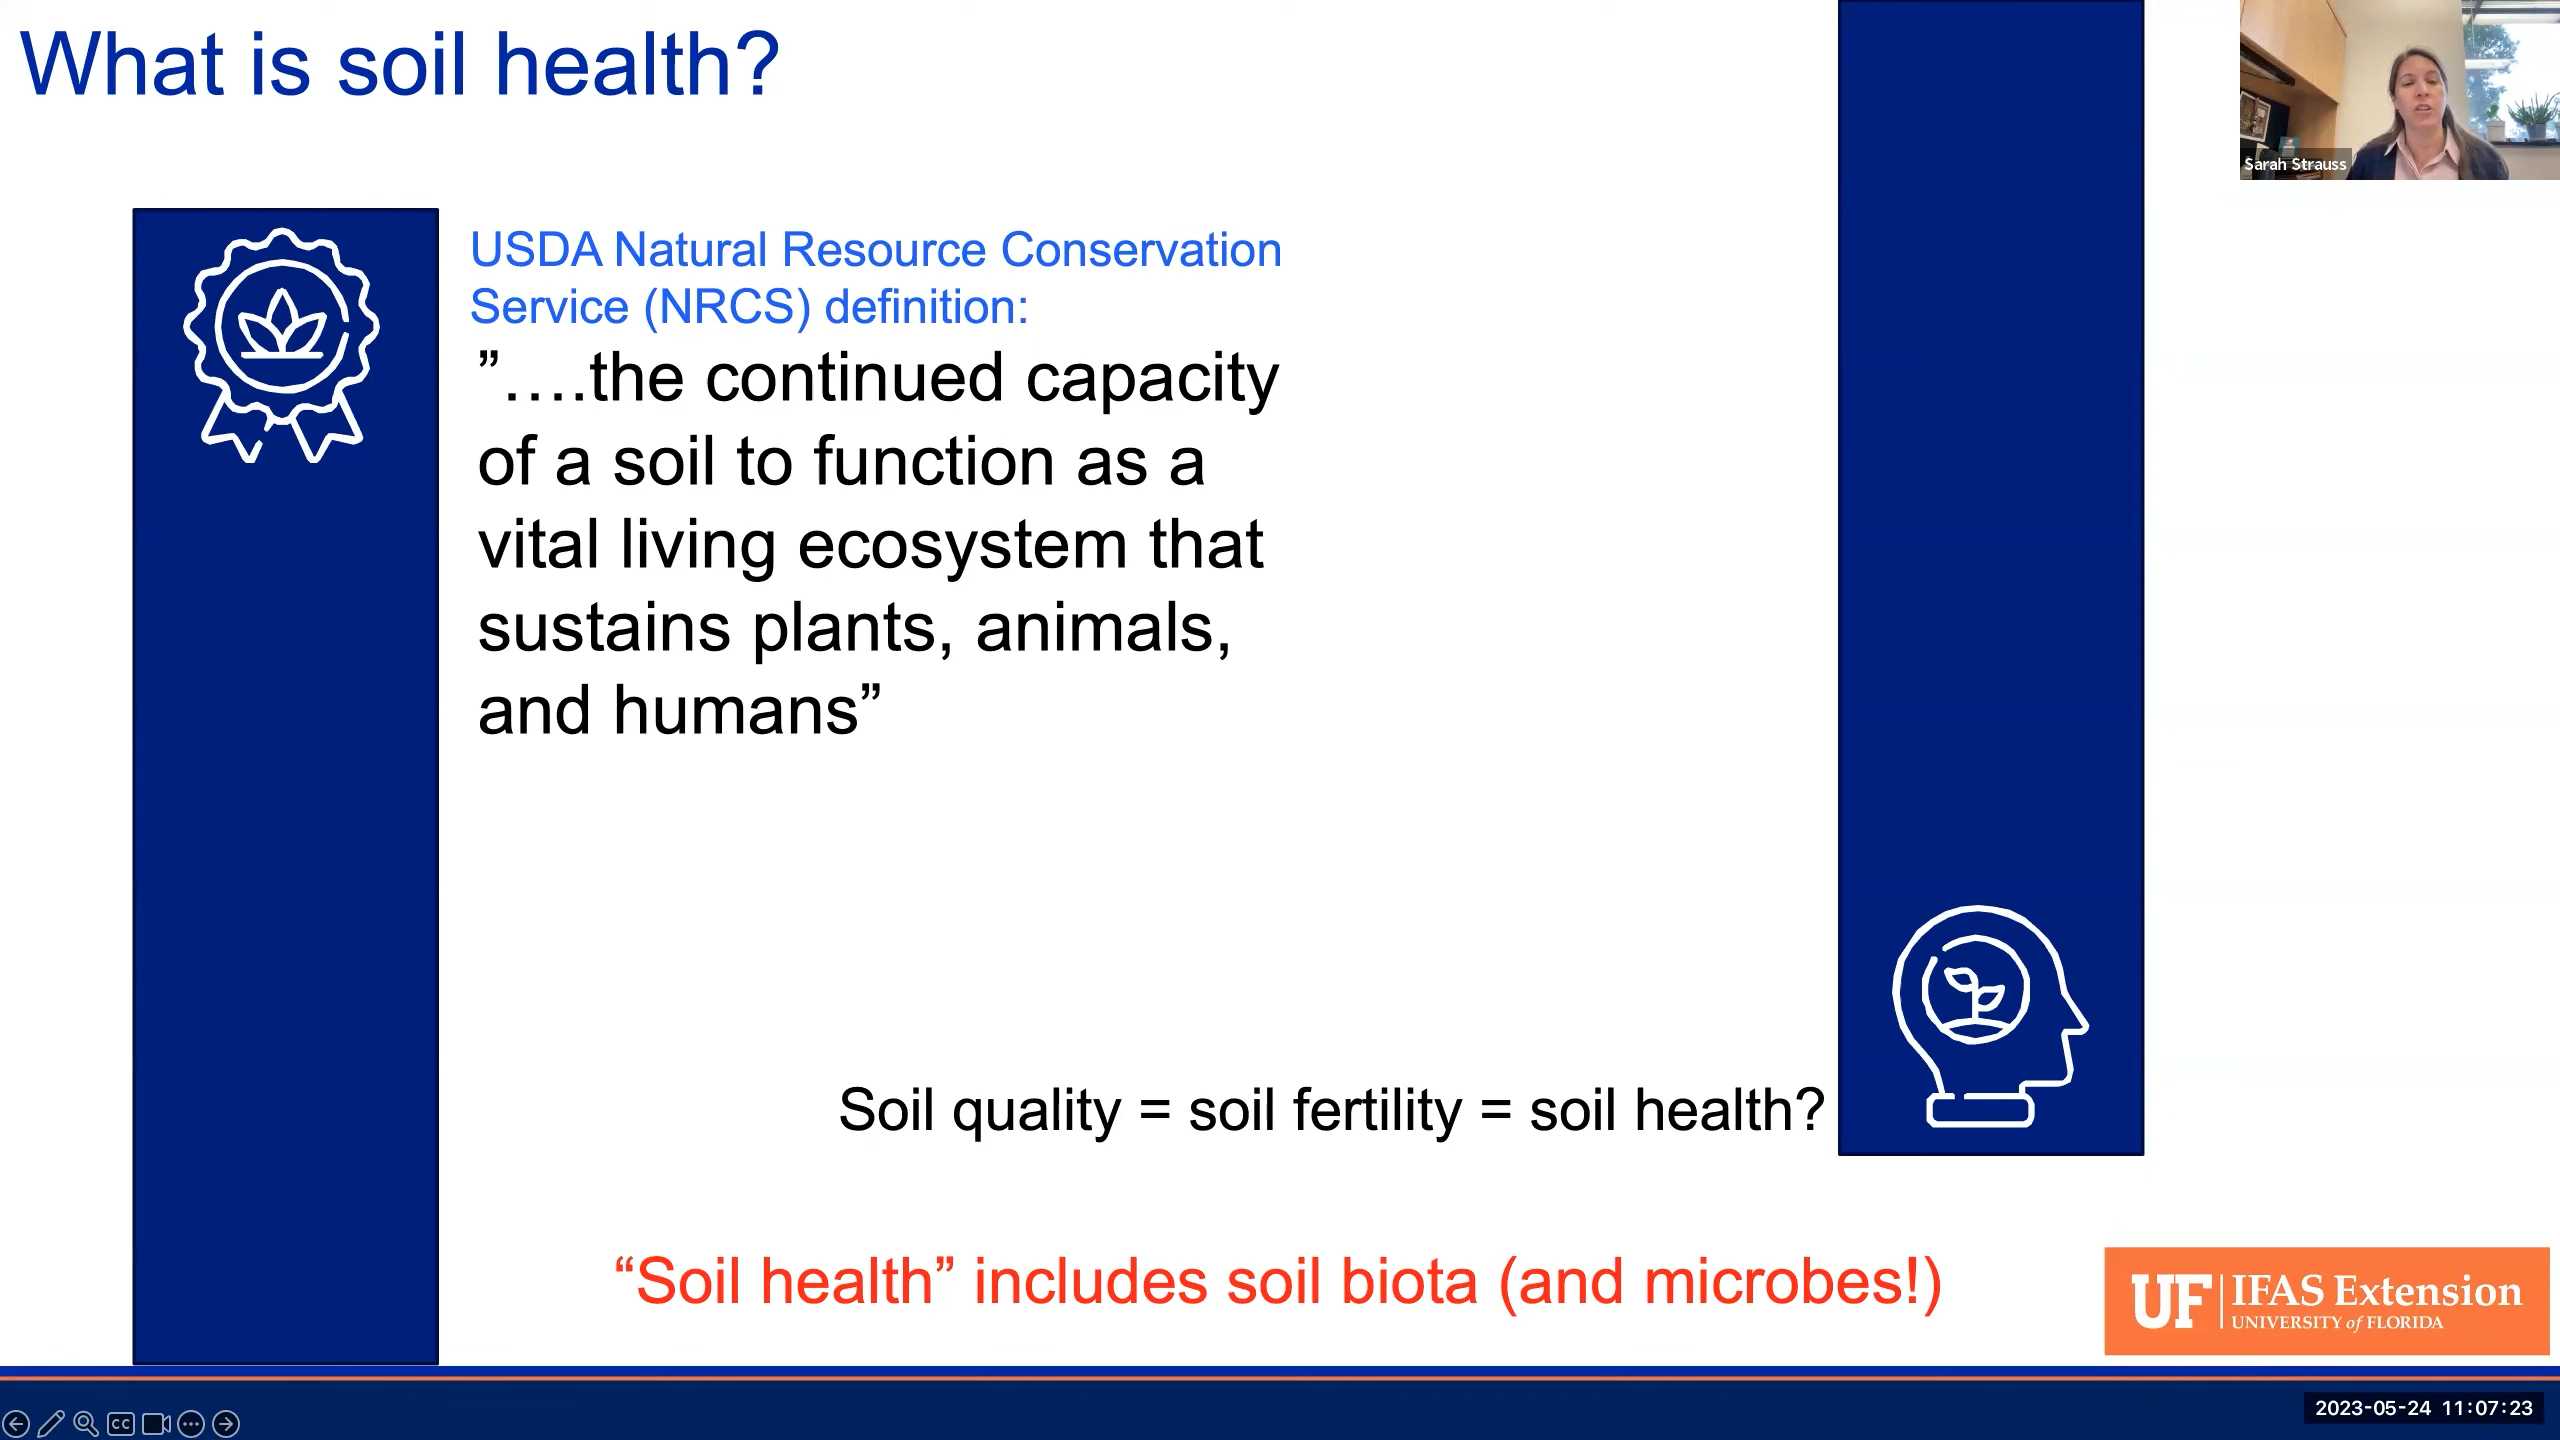 What is soil health?
Sarah Strauss
USDA Natural Resource Conservation
Service (NRCS) definition:
”....the continued capacity
of a soil to function as a
vital living ecosystem that
sustains plants, animals,
and humans”
Soil quality = soil fertility = soil health?
“Soil health” includes soil biota (and microbes!)
UF IFAS Extension
UNIVERSITY of FLORIDA
CC
2023-05-24 11:07:23